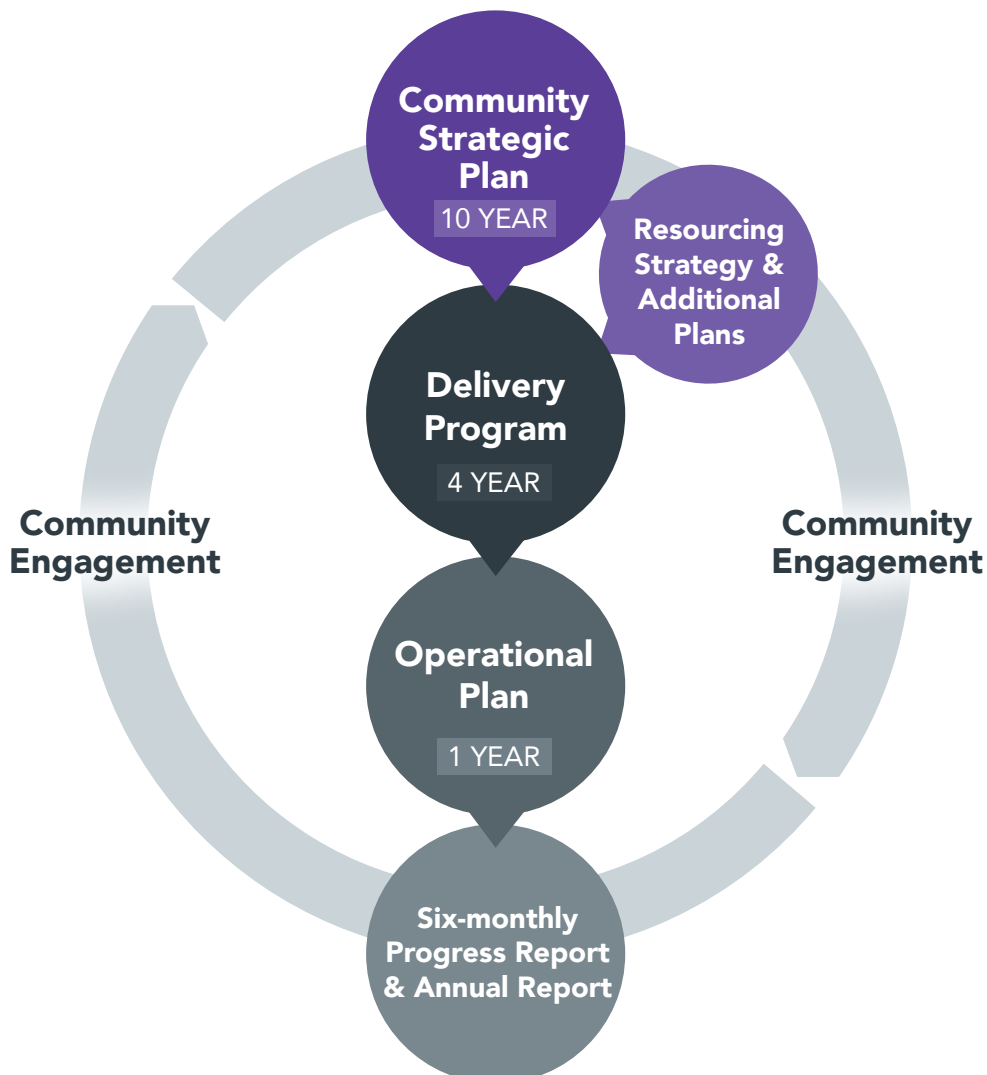 Community
Strategic
Plan
10 YEAR
Resourcing
Strategy &
Additional
Plans
Delivery
Program
4 YEAR
Community
Engagement
Community
Engagement
Operational
Plan
1 YEAR
Six-monthly
Progress Report
& Annual Report